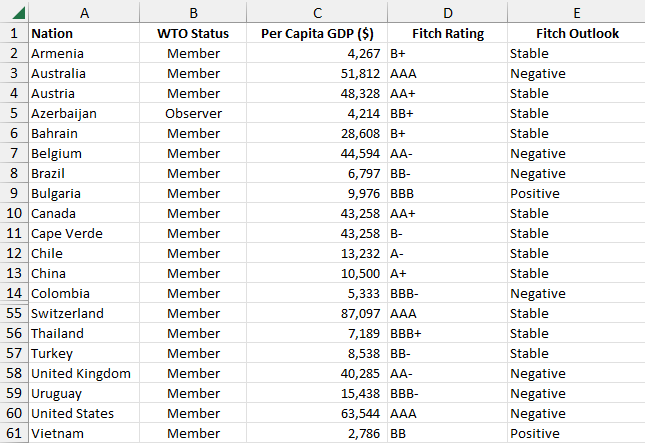 A B C D E
1 Nation WTO Status Per Capita GDP ($) Fitch Rating Fitch Outlook
2 Armenia Member 4,267 B+ Stable
3 Australia Member 51,812 AAA Negative
4 Austria Member 48,328 AA+ Stable
5 Azerbaijan Observer 4,214 BB+ Stable
6 Bahrain Member 28,608 B+ Stable
7 Belgium Member 44,594 AA- Negative
8 Brazil Member 6,797 BB- Negative
9 Bulgaria Member 9,976 BBB Positive
10 Canada Member 43,258 AA+ Stable
11 Cape Verde Member 43,258 B- Stable
12 Chile Member 13,232 A- Stable
13 China Member 10,500 A+ Stable
14 Colombia Member 5,333 BBB- Negative
55 Switzerland Member 87,097 AAA Stable
56 Thailand Member 7,189 BBB+ Stable
57 Turkey Member 8,538 BB- Stable
58 United Kingdom Member 40,285 AA- Negative
59 Uruguay Member 15,438 BBB- Negative
60 United States Member 63,544 AAA Negative
61 Vietnam Member 2,786 BB Positive